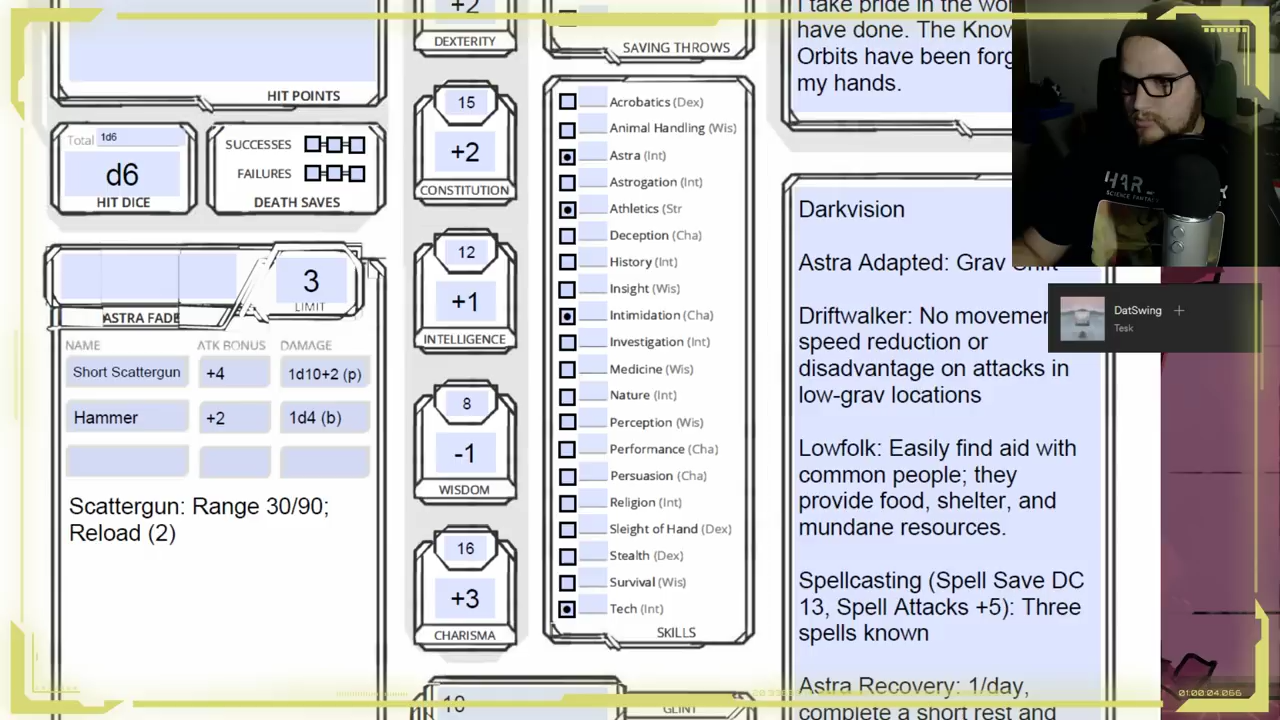 +2
DEXTERITY
HIT POINTS
Total 1d6
d6
HIT DICE
SUCCESSES
FAILURES
DEATH SAVES
3
LIMIT
ASTRA FADE
NAME ATK BONUS DAMAGE
Short Scattergun +4 1d10+2 (p)
Hammer +2 1d4 (b)
Scattergun: Range 30/90;
Reload (2)
15
+2
CONSTITUTION
12
+1
INTELLIGENCE
8
-1
WISDOM
16
+3
CHARISMA
SAVING THROWS
Acrobatics (Dex)
Animal Handling (Wis)
Astra (Int)
Astrogation (Int)
Athletics (Str
Deception (Cha)
History (Int)
Insight (Wis)
Intimidation (Cha)
Investigation (Int)
Medicine (Wis)
Nature (Int)
Perception (Wis)
Performance (Cha)
Persuasion (Cha)
Religion (Int)
Sleight of Hand (Dex)
Stealth (Dex)
Survival (Wis)
Tech (Int)
SKILLS
GLINT
I take pride in the
have done. The Know
Orbits have been
my hands.
Darkvision
Astra Adapted: Grav Shift
Driftwalker: No
speed reduction or
disadvantage on attacks in
low-grav locations
Lowfolk: Easily find aid with
common people; they
provide food, shelter, and
mundane resources.
Spellcasting (Spell Save DC
13, Spell Attacks +5): Three
spells known
Astra Recovery: 1/day,
complete a short rest and
SCIENCE FANTASY
DatSwing +
Tesk
01:00:04.066